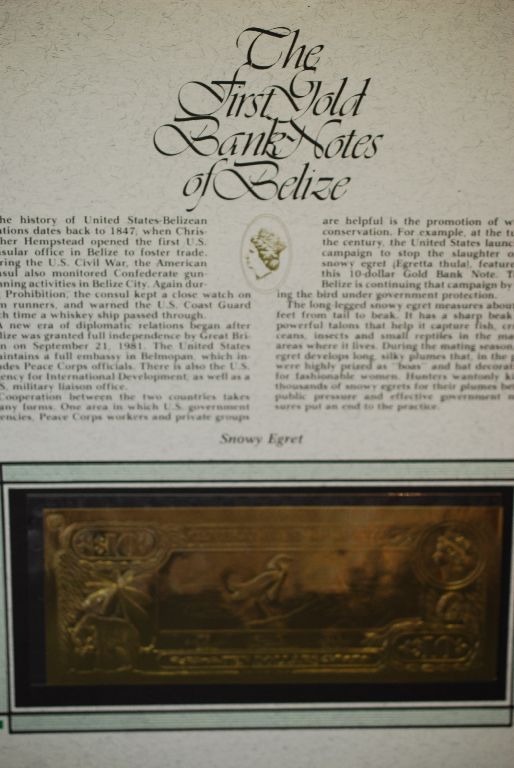 The
First Gold
Bank Notes
of Belize
he history of United States-Belizean
ations dates back to 1847, when Chris-
her Hempstead opened the first U.S.
sular office in Belize to foster trade.
ring the U.S. Civil War, the American
nsul also monitored Confederate gun-
nning activities in Belize City. Again dur-
Prohibition, the consul kept a close watch on
m runners, and warned the U.S. Coast Guard
ch time a whiskey ship passed through.
A new era of diplomatic relations began after
lize was granted full independence by Great Bri-
on September 21, 1981. The United States
aintains a full embassy in Belmopan, which in-
udes Peace Corps officials. There is also the U.S.
ency for International Development, as well as a
S. military liaison office.
Cooperation between the two countries takes
any forms. One area in which U.S. government
encies, Peace Corps workers and private groups
are helpful is the promotion of w
conservation. For example, at the tu
the century, the United States launc
campaign to stop the slaughter o
snowy egret (Egretta thula), feature
this 10-dollar Gold Bank Note. T
Belize is continuing that campaign by
ing the bird under government protection.
The long-legged snowy egret measures about
feet from tail to beak. It has a sharp beak
powerful talons that help it capture fish, cru
ceans, insects and small reptiles in the ma
areas where it lives. During the mating season,
egret develops long, silky plumes that, in the p
were highly prized as "boas" and hat decorat
for fashionable women. Hunters wantonly ki
thousands of snowy egrets for their plumes be
public pressure and effective government m
sures put an end to the practice.
Snowy Egret
$10
$10